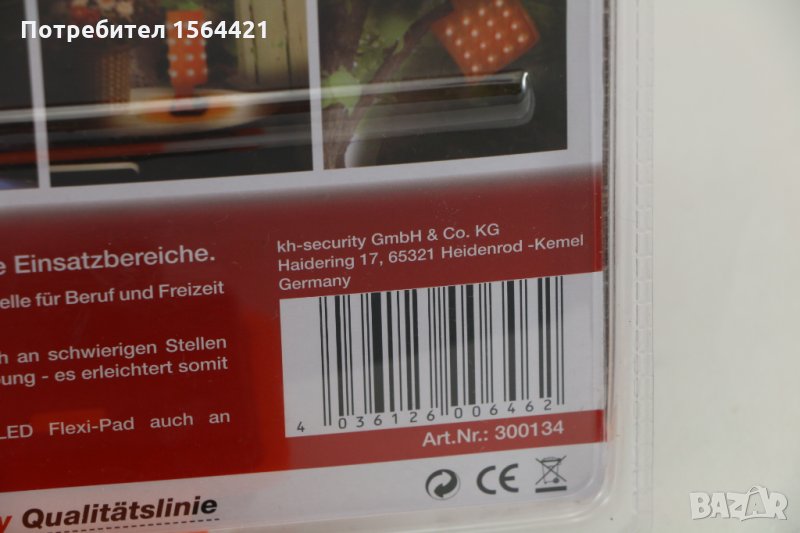 Потребител 1564421
e Einsatzbereiche.
elle für Beruf und Freizeit
h an schwierigen Stellen
ung - es erleichtert somit
LED Flexi-Pad auch an
kh-security GmbH & Co. KG
Haidering 17, 65321 Heidenrod -Kemel
Germany
4 036126 006462
Art.Nr.: 300134
CE
y Qualitätslinie
BAZAR